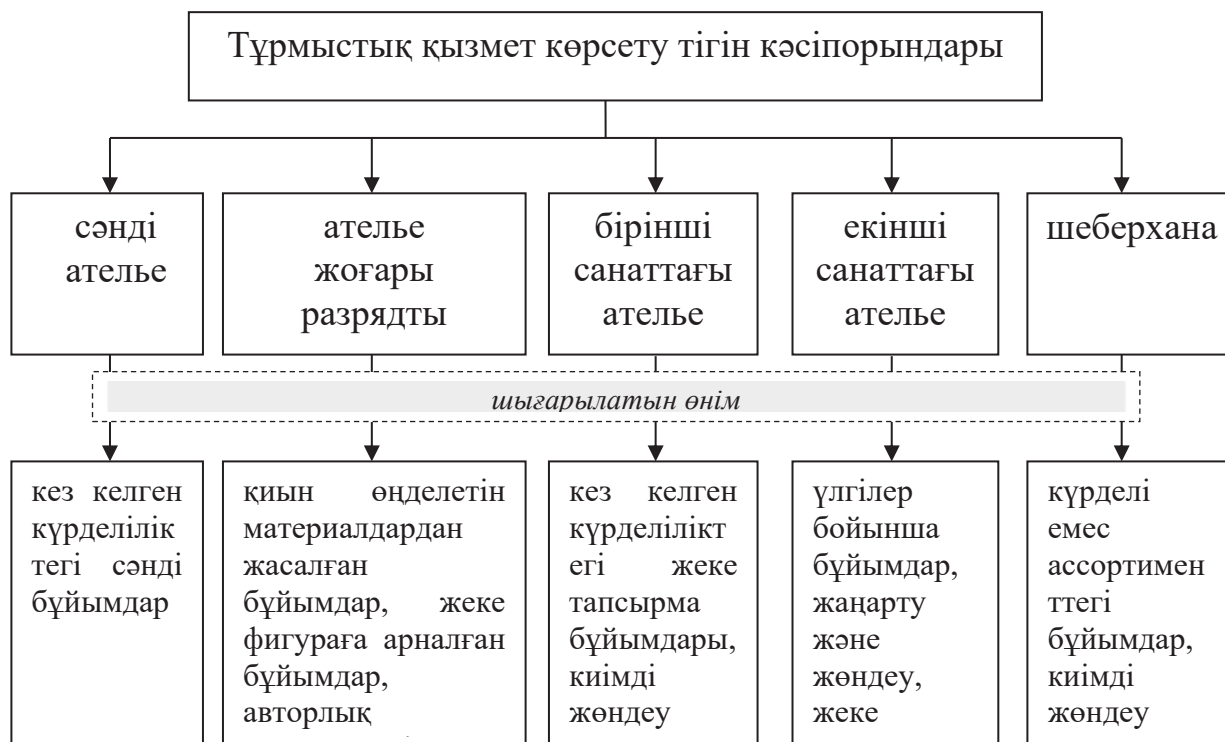 Тұрмыстық қызмет көрсету тігін кәсіпорындары
сәнді
ателье
ателье
жоғары
разрядты
бірінші
санаттағы
ателье
екінші
санаттағы
ателье
шеберхана
шығарылатын өнім
кез келген
күрделілік
тегі сәнді
бұйымдар
қиын өңделетін
материалдардан
жасалған
бұйымдар, жеке
фигураға арналған
бұйымдар,
авторлық
кез келген
күрделілікт
егі жеке
тапсырма
бұйымдары,
киімді
жөндеу
үлгілер
бойынша
бұйымдар,
жаңарту
және
жөндеу,
жеке
күрделі
емес
ассортимен
ттегі
бұйымдар,
киімді
жөндеу